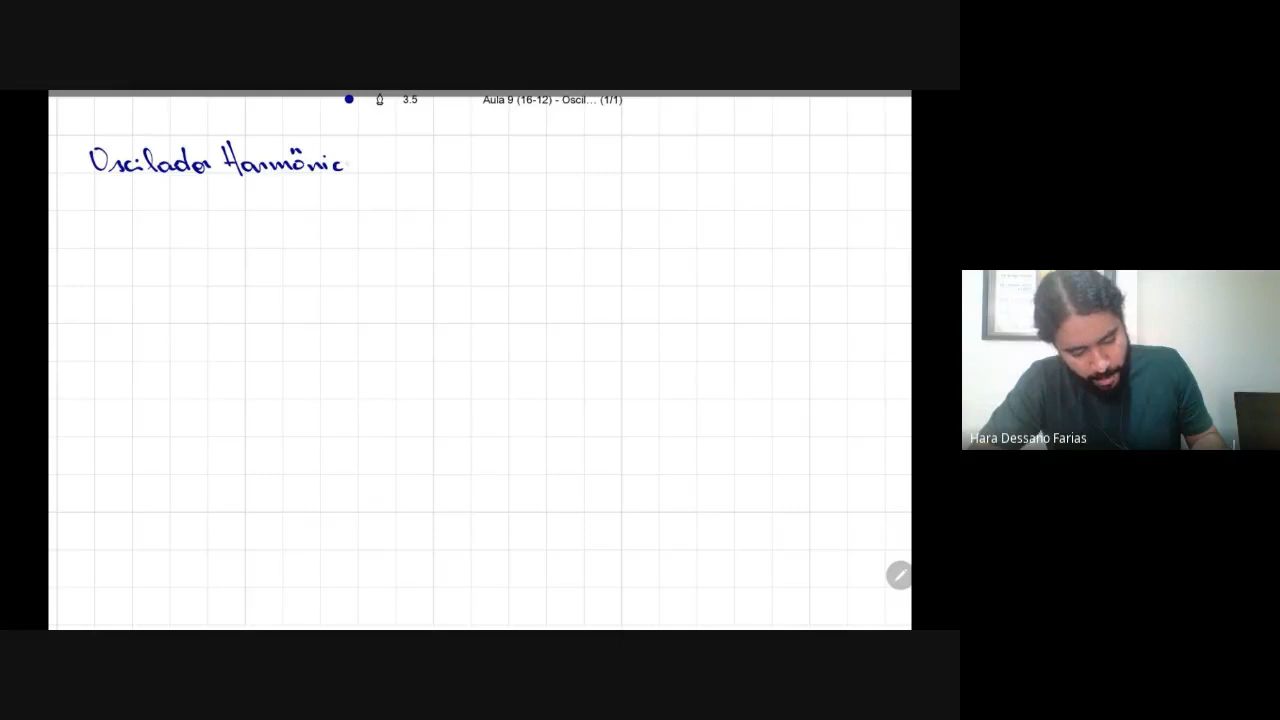 3.5 Aula 9 (16-12) - Oscil... (1/1)
Oscilador Harmônic
Hara Dessano Farias